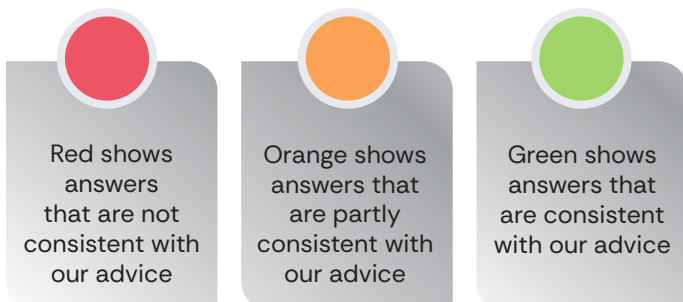 Red shows
answers
that are not
consistent with
our advice
Orange shows
answers that
are partly
consistent with
our advice
Green shows
answers that
are consistent
with our advice